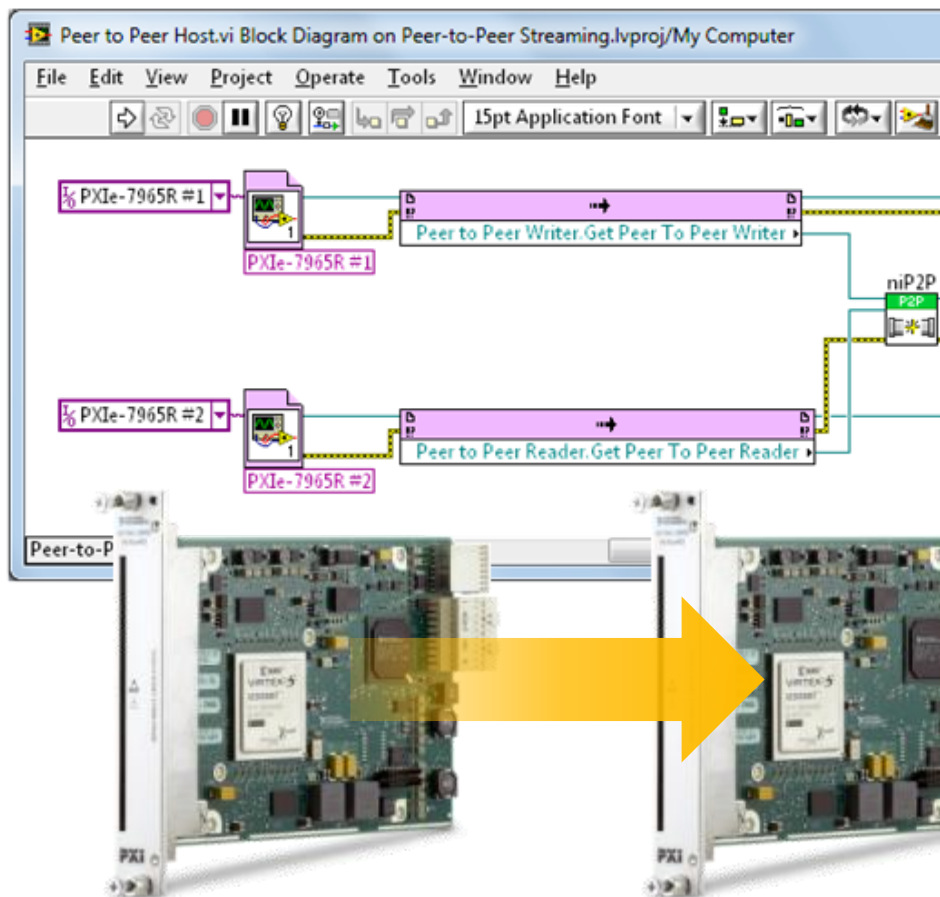 Peer to Peer Host.vi Block Diagram on Peer-to-Peer Streaming.lvproj/My Computer
File Edit View Project Operate Tools Window Help
15pt Application Font
I/O PXIe-7965R #1
1
PXIe-7965R #1
Peer to Peer Writer.Get Peer To Peer Writer
niP2P
P2P
I/O PXIe-7965R #2
1
PXIe-7965R #2
Peer to Peer Reader.Get Peer To Peer Reader
Peer-to-P
VIRTEX-5
VIRTEX-5
PXI
PXI